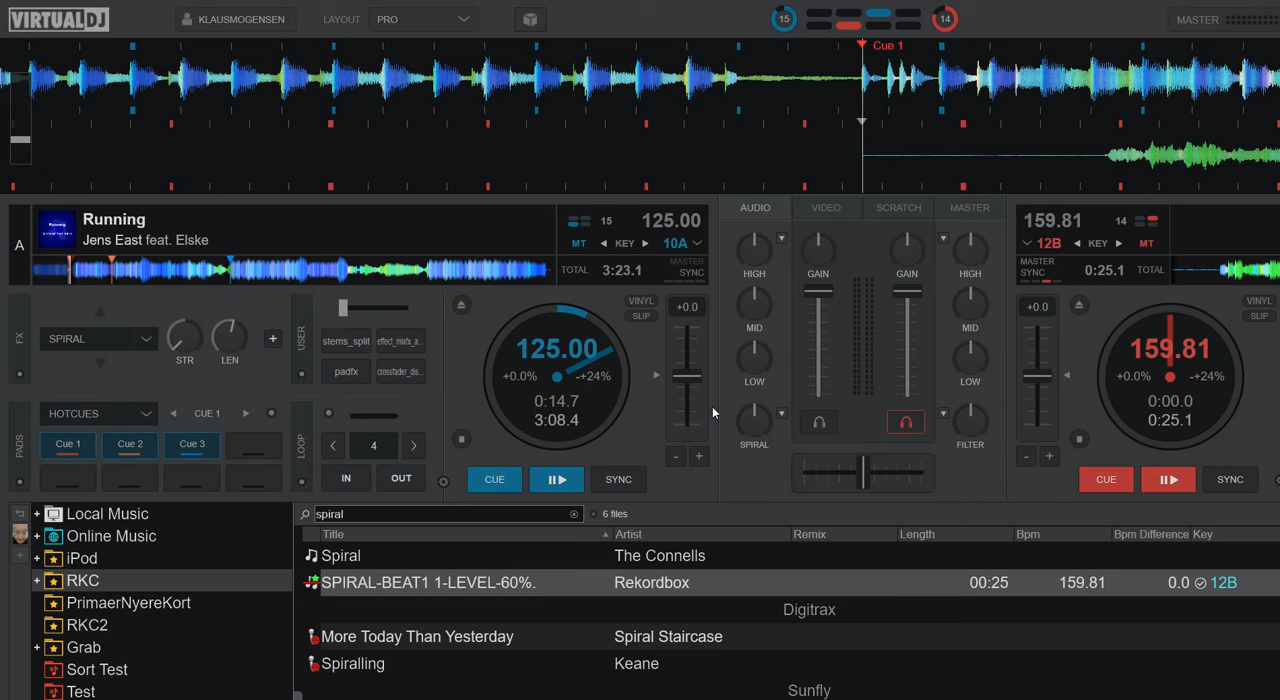 VIRTUALDJ
KLAUSMOGENSEN
LAYOUT
PRO
15
14
MASTER
Cue 1
A
Running
Jens East feat. Elske
15
125.00
MT
KEY
10A
TOTAL
3:23.1
MASTER
SYNC
AUDIO
VIDEO
SCRATCH
MASTER
HIGH
GAIN
GAIN
HIGH
MID
MID
LOW
LOW
SPIRAL
FILTER
159.81
14
12B
KEY
MT
MASTER
SYNC
0:25.1
TOTAL
FX
SPIRAL
STR
LEN
+
USER
stems_split
effect_mixfx_a...
padfx
crossfader_dis...
VINYL
SLIP
+0.0
125.00
+0.0%
-+24%
0:14.7
3:08.4
+0.0
VINYL
SLIP
159.81
+0.0%
-+24%
0:00.0
0:25.1
PADS
HOTCUES
CUE 1
Cue 1
Cue 2
Cue 3
LOOP
4
IN
OUT
CUE
SYNC
- +
- +
CUE
SYNC
Local Music
Online Music
iPod
RKC
PrimaerNyereKort
RKC2
Grab
Sort Test
Test
spiral
6 files
Title Artist Remix Length Bpm Bpm Difference Key
Spiral The Connells
SPIRAL-BEAT1 1-LEVEL-60%. Rekordbox 00:25 159.81 0.0 12B
Digitrax
More Today Than Yesterday Spiral Staircase
Spiralling Keane
Sunfly